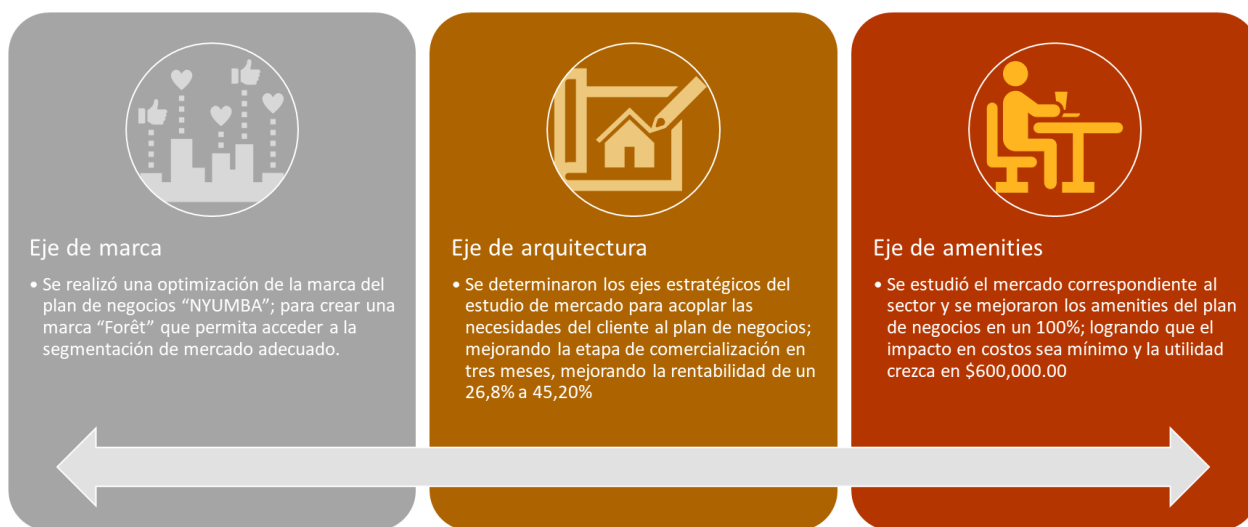 Eje de marca
• Se realizó una optimización de la marca del
plan de negocios “NYUMBA”; para crear una
marca “Forêt” que permita acceder a la
segmentación de mercado adecuado.
Eje de arquitectura
• Se determinaron los ejes estratégicos del
estudio de mercado para acoplar las
necesidades del cliente al plan de negocios;
mejorando la etapa de comercialización en
tres meses, mejorando la rentabilidad de un
26,8% a 45,20%
Eje de amenities
• Se estudió el mercado correspondiente al
sector y se mejoraron los amenities del plan
de negocios en un 100%; logrando que el
impacto en costos sea mínimo y la utilidad
crezca en $600,000.00